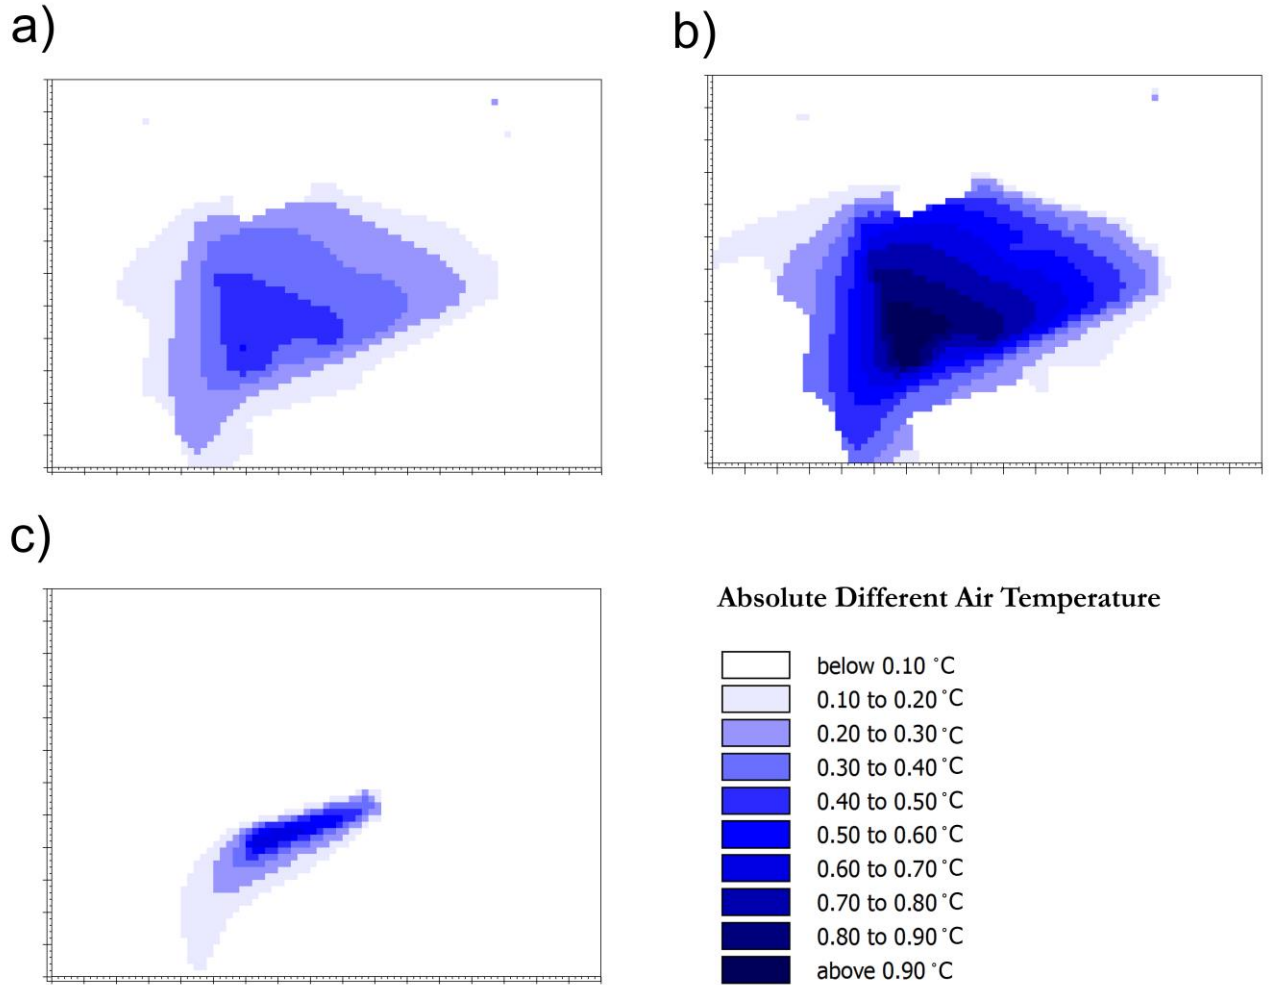 a)
b)
c)
Absolute Different Air Temperature
below 0.10 °C
0.10 to 0.20 °C
0.20 to 0.30 °C
0.30 to 0.40 °C
0.40 to 0.50 °C
0.50 to 0.60 °C
0.60 to 0.70 °C
0.70 to 0.80 °C
0.80 to 0.90 °C
above 0.90 °C